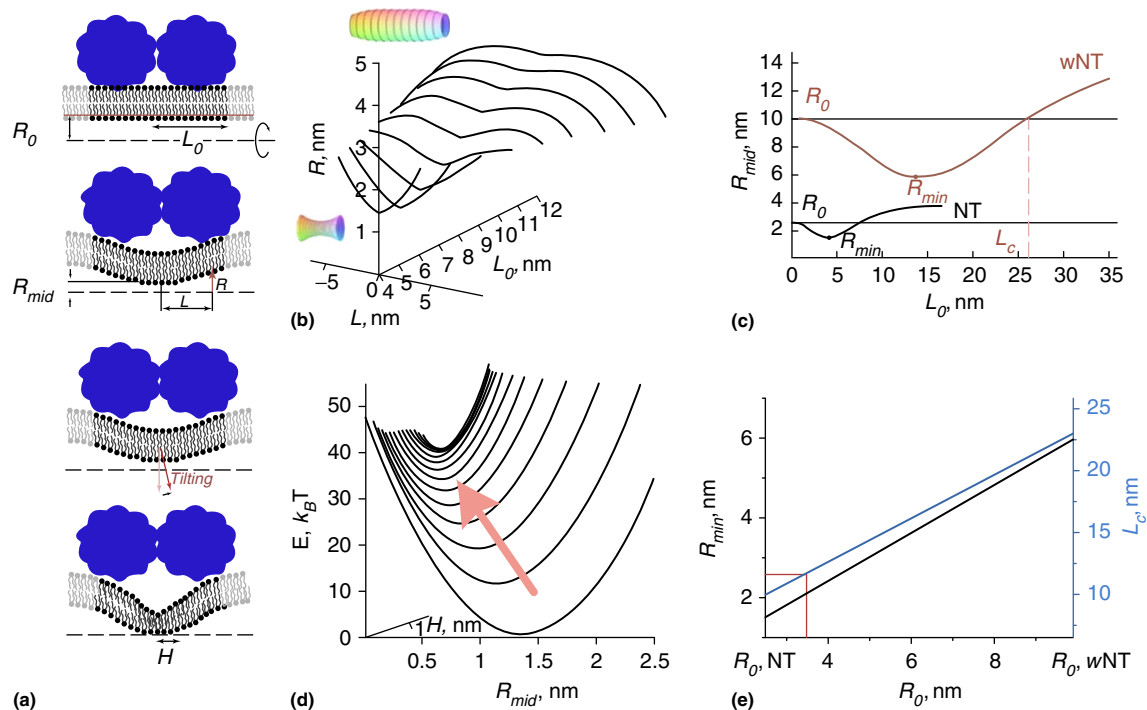 R0
L0
Rmid
L
R
Tilting
H
(a)
R, nm
5
4
3
2
1
–5
0
5
L, nm
4
5
6
7
8
9
10
11
12
L0, nm
(b)
Rmid, nm
14
12
10
8
6
4
2
R0
wNT
Rmin
R0
NT
Rmin
Lc
0
5
10
15
20
25
30
35
L0, nm
(c)
E, kBT
50
40
30
20
10
0
1
H, nm
0.5
1
1.5
2
2.5
Rmid, nm
(d)
Rmin, nm
6
4
2
25
20
15
10
Lc, nm
R0, NT
4
6
8
R0, wNT
R0, nm
(e)